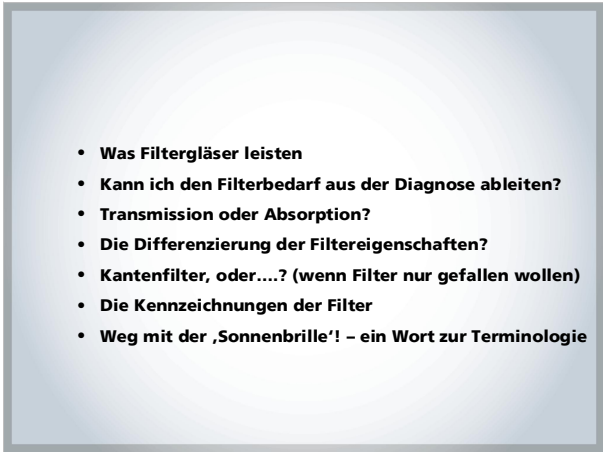 • Was Filtergläser leisten
• Kann ich den Filterbedarf aus der Diagnose ableiten?
• Transmission oder Absorption?
• Die Differenzierung der Filtereigenschaften?
• Kantenfilter, oder....? (wenn Filter nur gefallen wollen)
• Die Kennzeichnungen der Filter
• Weg mit der ‚Sonnenbrille‘! – ein Wort zur Terminologie